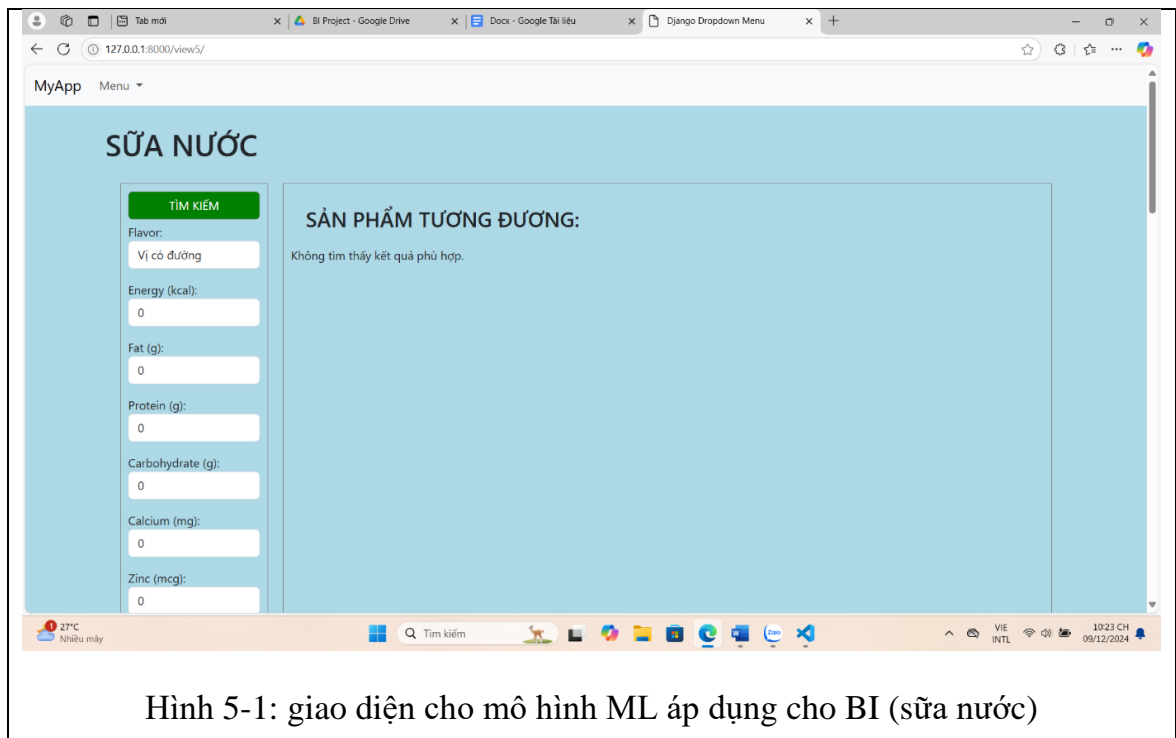 Tab mới
BI Project - Google Drive
Docx - Google Tài liệu
Django Dropdown Menu
127.0.0.1:8000/view5/
MyApp Menu
SỮA NƯỚC
TÌM KIẾM
Flavor:
Vị có đường
Energy (kcal):
0
Fat (g):
0
Protein (g):
0
Carbohydrate (g):
0
Calcium (mg):
0
Zinc (mcg):
0
SẢN PHẨM TƯƠNG ĐƯƠNG:
Không tìm thấy kết quả phù hợp.
1
27°C
Nhiều mây
Tìm kiếm
Zalo
VIE
INTL
10:23 CH
09/12/2024
Hình 5-1: giao diện cho mô hình ML áp dụng cho BI (sữa nước)